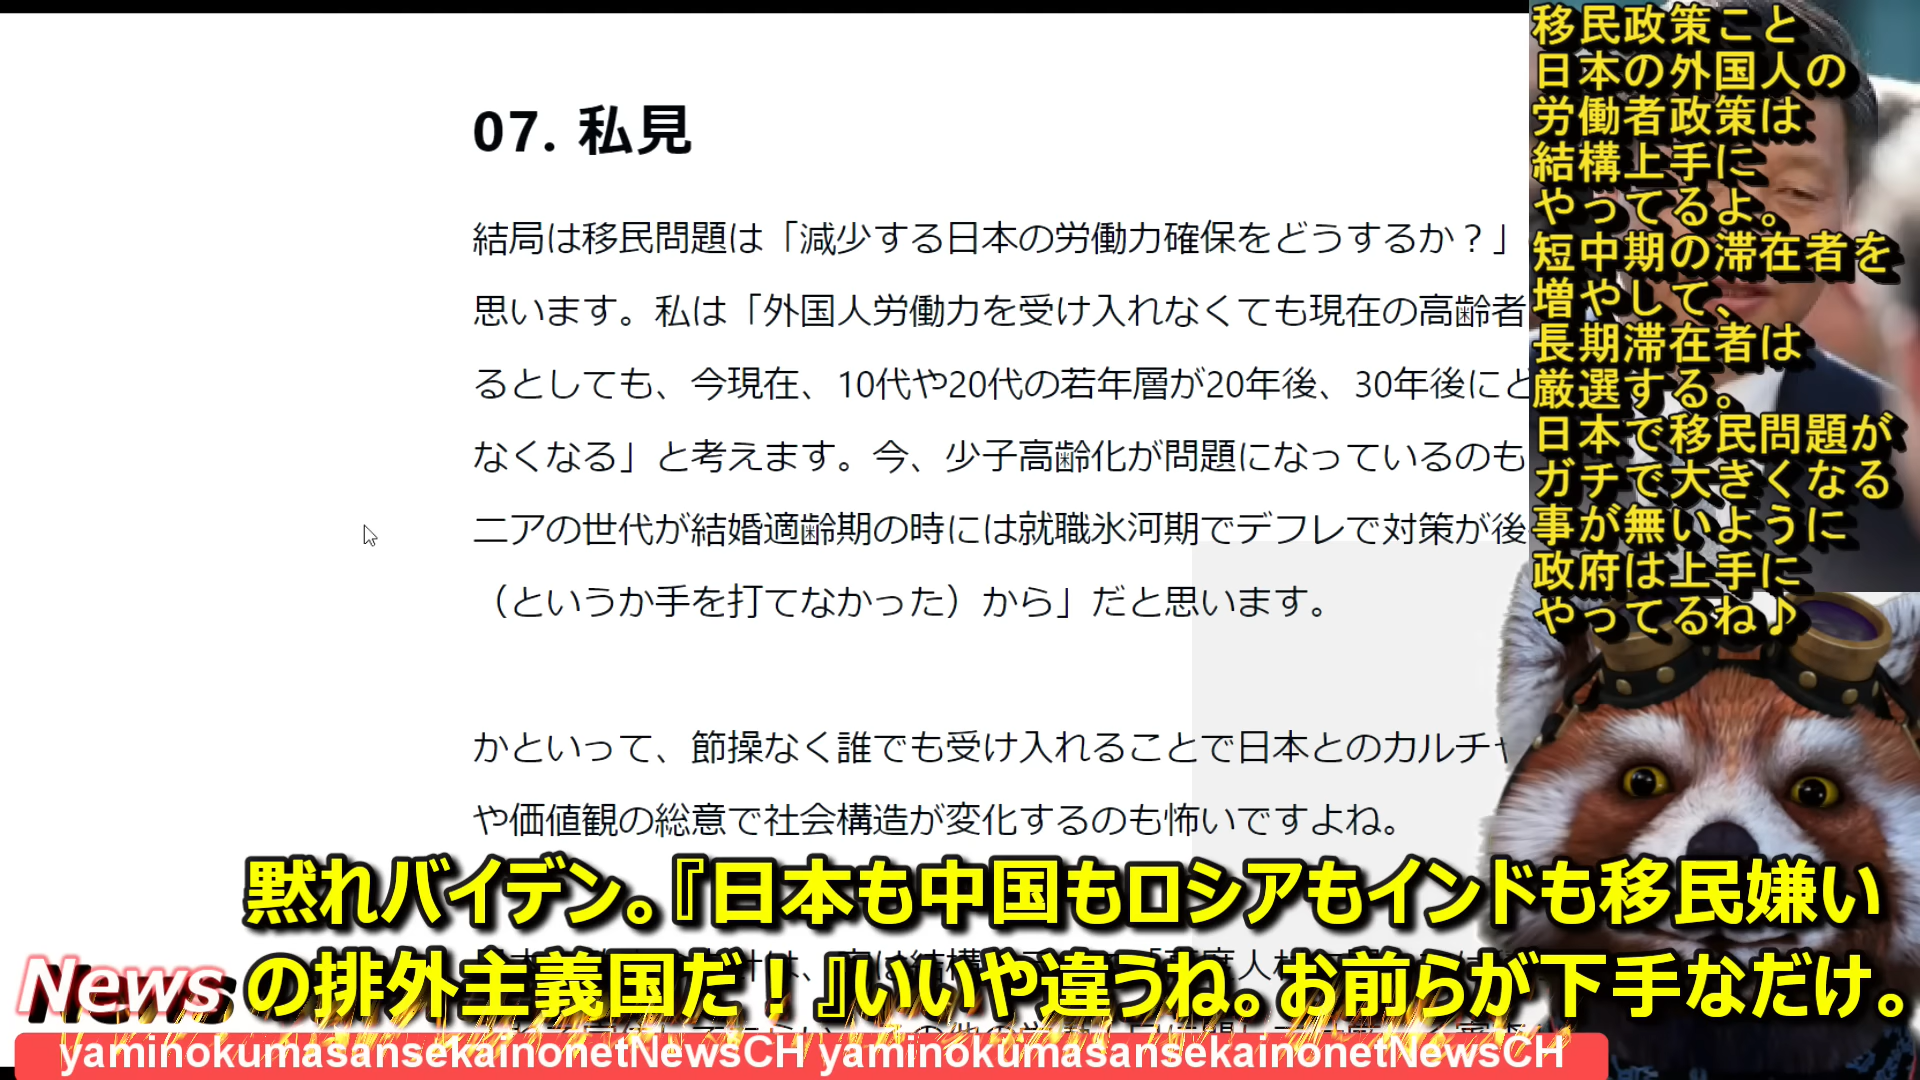 07. 私見
結局は移民問題は「減少する日本の労働力確保をどうするか？」
思います。私は「外国人労働力を受け入れなくても現在の高齢者
るとしても、今現在、10代や20代の若年層が20年後、30年後にど
なくなる」と考えます。今、少子高齢化が問題になっているのも
ニアの世代が結婚適齢期の時には就職氷河期でデフレで対策が後
（というか手を打てなかった）から」だと思います。
かといって、節操なく誰でも受け入れることで日本とのカルチャ
や価値観の総意で社会構造が変化するのも怖いですよね。
移民政策こと
日本の外国人の
労働者政策は
結構上手に
やってるよ。
短中期の滞在者を
増やして、
長期滞在者は
厳選する。
日本で移民問題が
ガチで大きくなる
事が無いように
政府は上手に
やってるね♪
黙れバイデン。『日本も中国もロシアもインドも移民嫌い
の排外主義国だ！』いいや違うね。お前らが下手なだけ。
News
yaminokumasansekainonetNewsCH yaminokumasansekainonetNewsCH